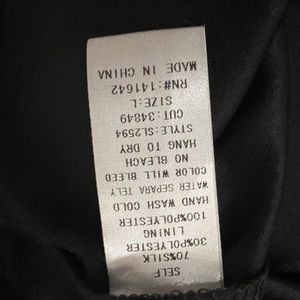 SELF
70%SILK
30%POLYESTER
LINING
100%POLYESTER
HAND WASH COLD
WATER SEPARA TELY
COLOR WILL BLEED
NO BLEACH
HANG TO DRY
STYLE:SL2594
CUT:34849
SIZE:L
RN#:141642
MADE IN CHINA